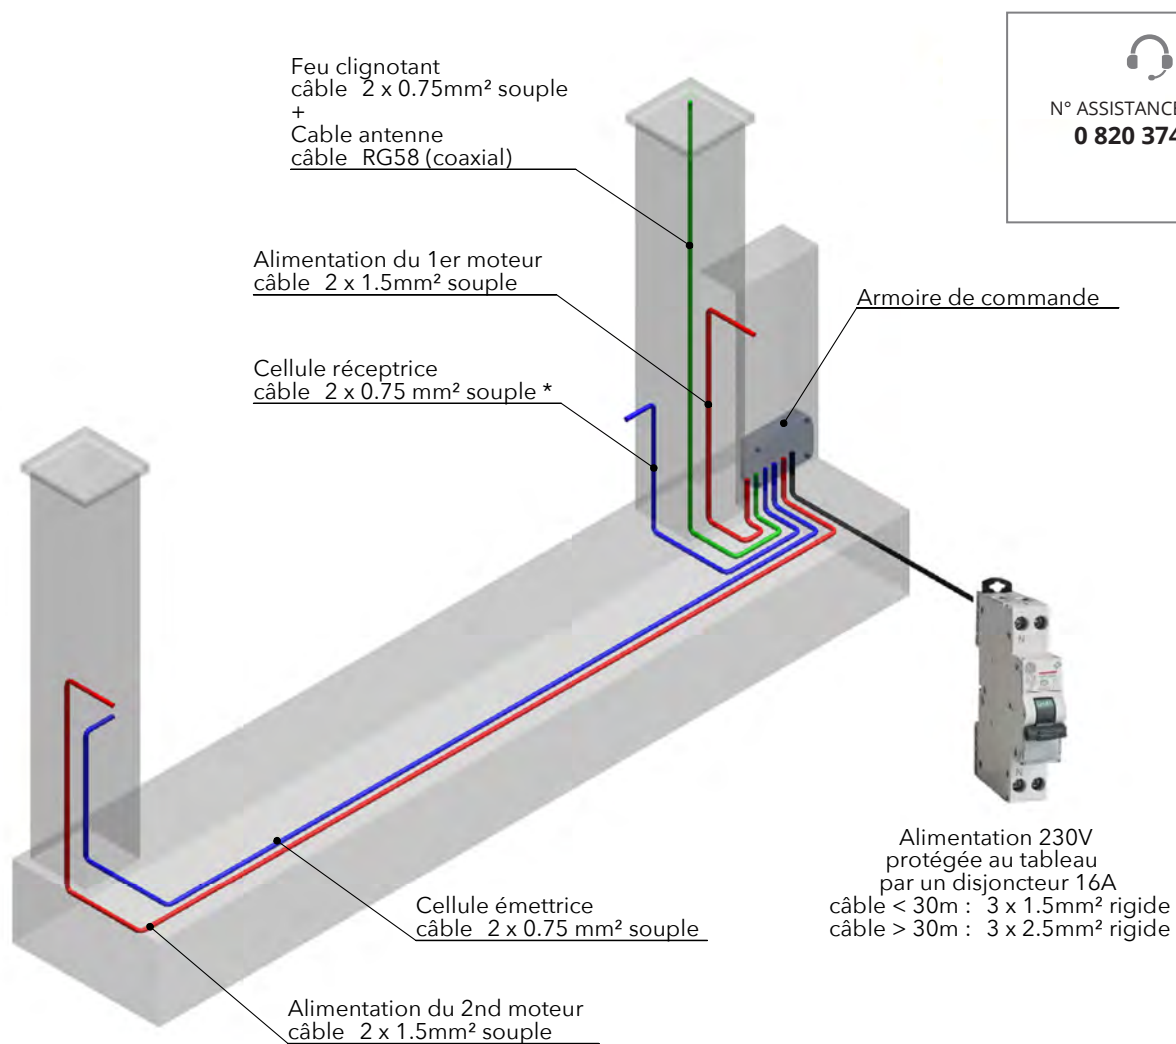 Feu clignotant
câble 2 x 0.75mm² souple
+
Cable antenne
câble RG58 (coaxial)
N° ASSISTANCE
0 820 374
Alimentation du 1er moteur
câble 2 x 1.5mm² souple
Armoire de commande
Cellule réceptrice
câble 2 x 0.75 mm² souple *
N
N
Alimentation 230V
protégée au tableau
par un disjoncteur 16A
câble < 30m : 3 x 1.5mm² rigide
câble > 30m : 3 x 2.5mm² rigide
Cellule émettrice
câble 2 x 0.75 mm² souple
Alimentation du 2nd moteur
câble 2 x 1.5mm² souple